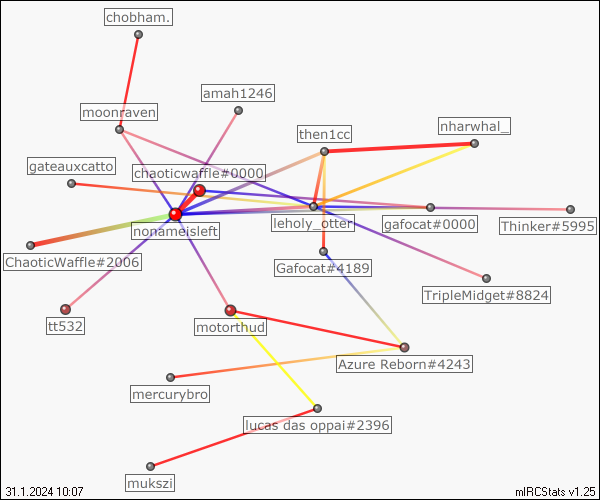 chobham.
amah1246
moonraven
nharwhal_
then1cc
gateauxcatto
chaoticwaffle#0000
leholy_otter
gafocat#0000
Thinker#5995
nonameisleft
ChaoticWaffle#2006
Gafocat#4189
TripleMidget#8824
tt532
motorthud
Azure Reborn#4243
mercurybro
lucas das oppai#2396
mukszi
31.1.2024 10:07
mIRCStats v1.25